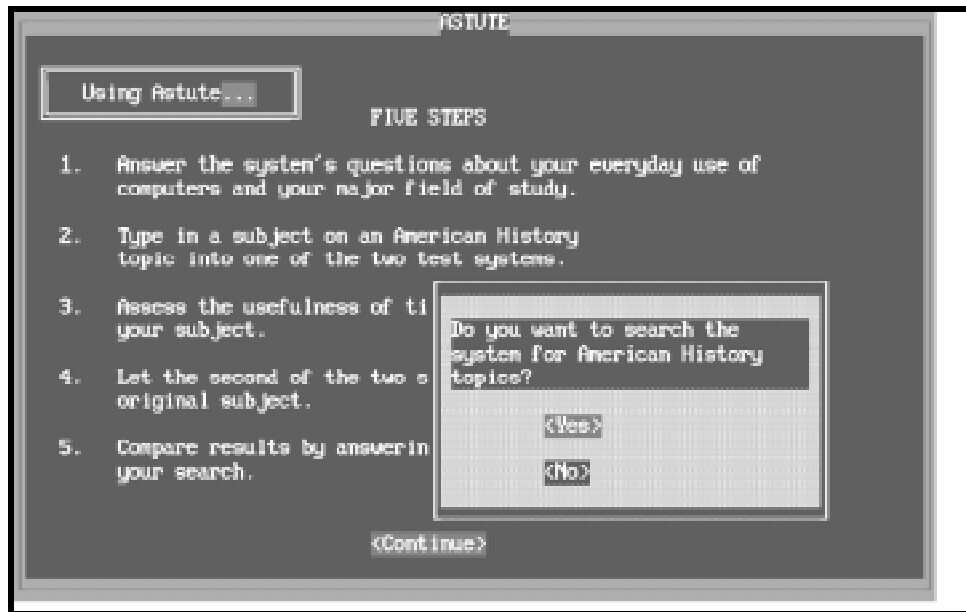 ASTUTE
Using Astute...
FIVE STEPS
1. Answer the system's questions about your everyday use of
computers and your major field of study.
2. Type in a subject on an American History
topic into one of the two test systems.
3. Assess the usefulness of ti
your subject.
4. Let the second of the two s
original subject.
5. Compare results by answerin
your search.
Do you want to search the
system for American History
topics?
<Yes>
<No>
<Continue>